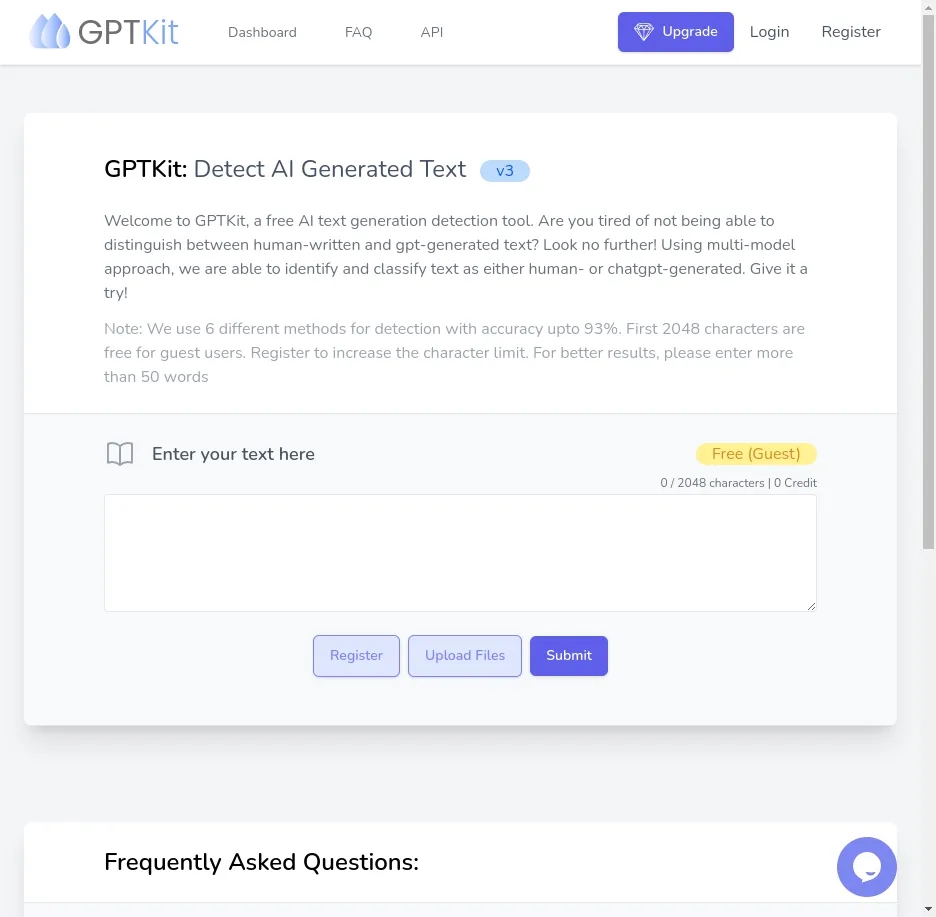 GPTKit
Dashboard
FAQ
API
Upgrade
Login
Register
GPTKit: Detect AI Generated Text v3
Welcome to GPTKit, a free AI text generation detection tool. Are you tired of not being able to
distinguish between human-written and gpt-generated text? Look no further! Using multi-model
approach, we are able to identify and classify text as either human- or chatgpt-generated. Give it a
try!
Note: We use 6 different methods for detection with accuracy upto 93%. First 2048 characters are
free for guest users. Register to increase the character limit. For better results, please enter more
than 50 words
Enter your text here
Free (Guest)
0 / 2048 characters | 0 Credit
Register
Upload Files
Submit
Frequently Asked Questions: